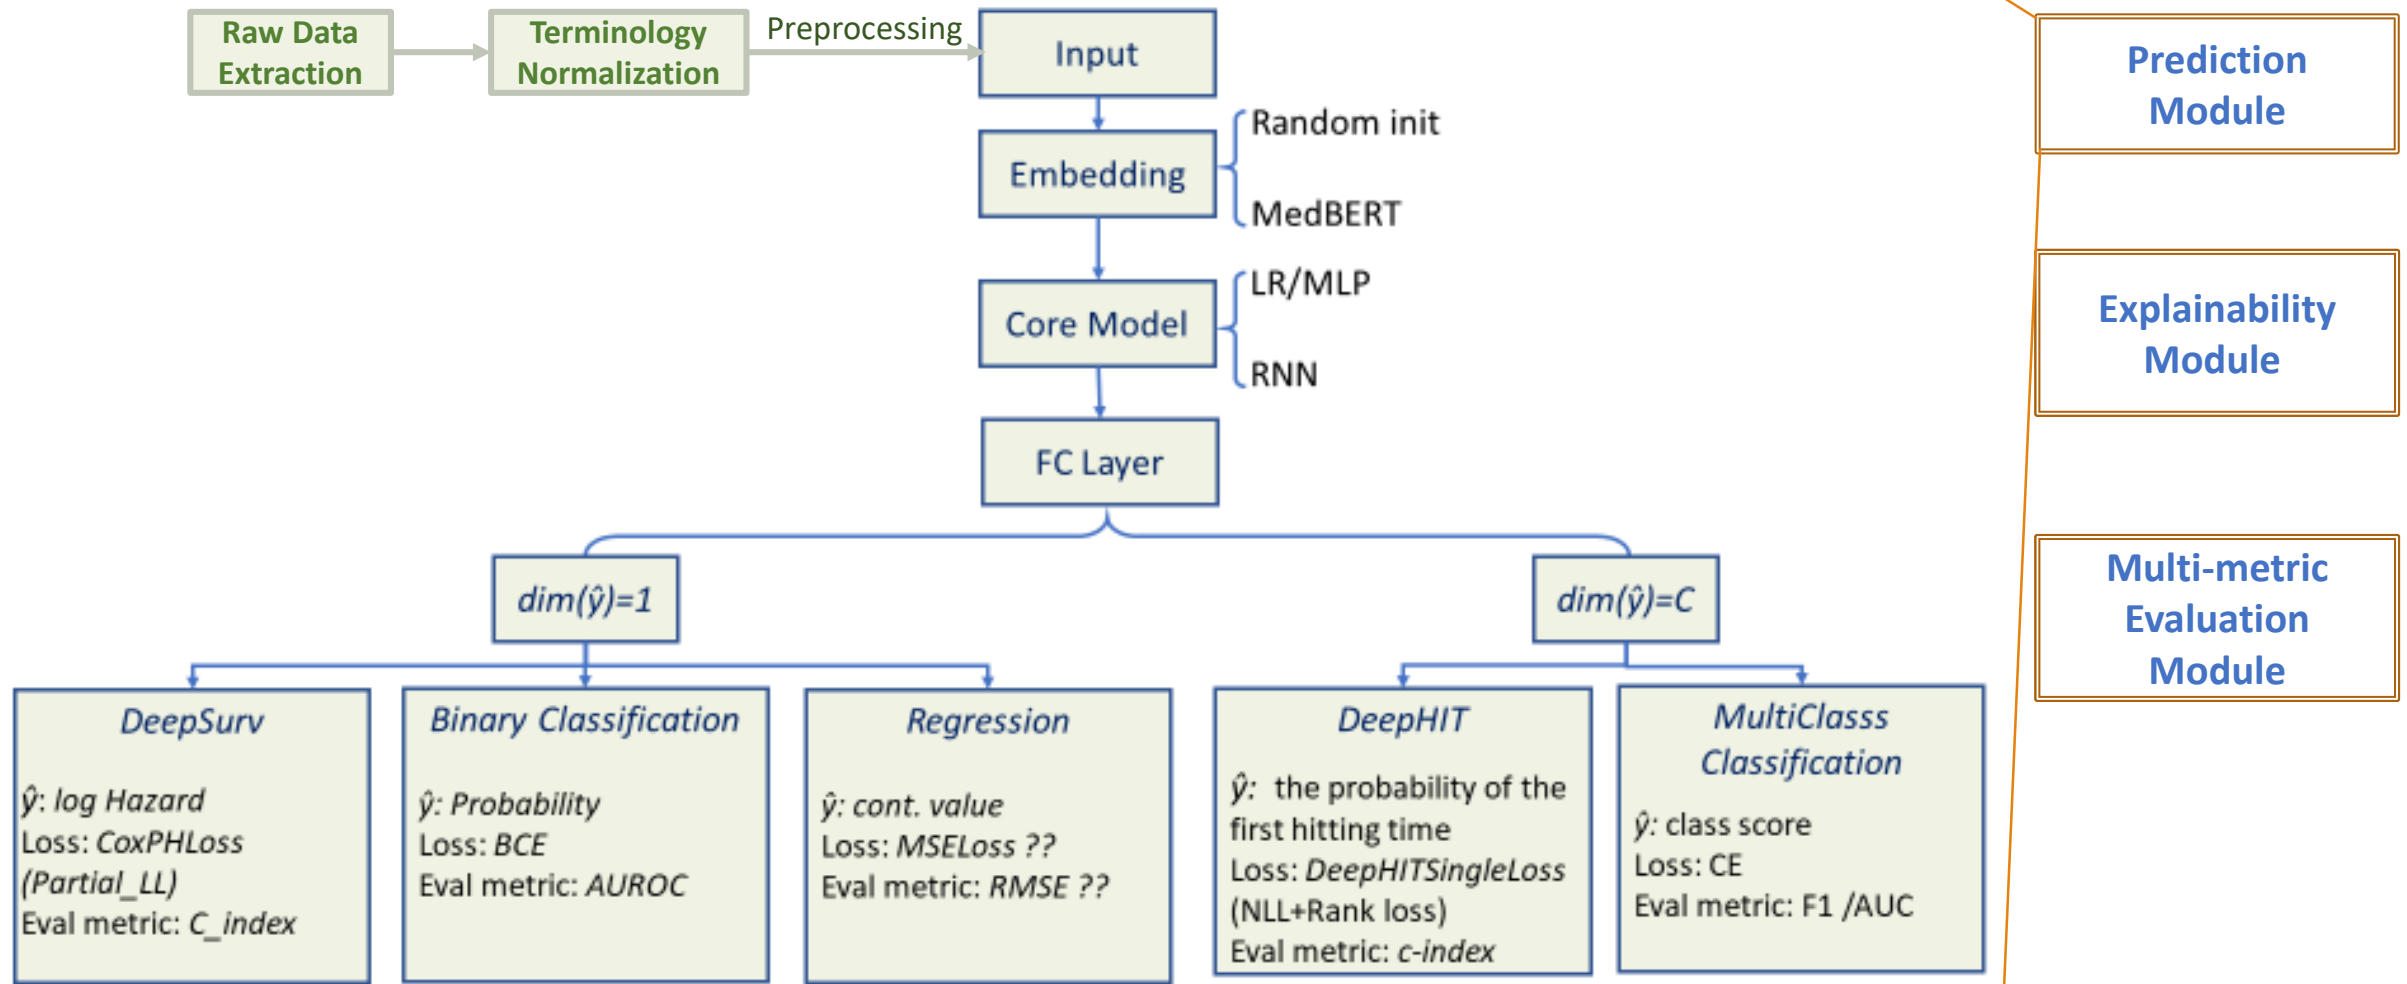 Raw Data
Extraction
Terminology
Normalization
Preprocessing
Input
Embedding
Random init
MedBERT
Core Model
LR/MLP
RNN
FC Layer
dim(ŷ)=1
dim(ŷ)=C
DeepSurv
ŷ: log Hazard
Loss: CoxPHLoss
(Partial_LL)
Eval metric: C_index
Binary Classification
ŷ: Probability
Loss: BCE
Eval metric: AUROC
Regression
ŷ: cont. value
Loss: MSELoss ??
Eval metric: RMSE ??
DeepHIT
ŷ: the probability of the
first hitting time
Loss: DeepHITSingleLoss
(NLL+Rank loss)
Eval metric: c-index
MultiClasss
Classification
ŷ: class score
Loss: CE
Eval metric: F1 /AUC
Prediction
Module
Explainability
Module
Multi-metric
Evaluation
Module